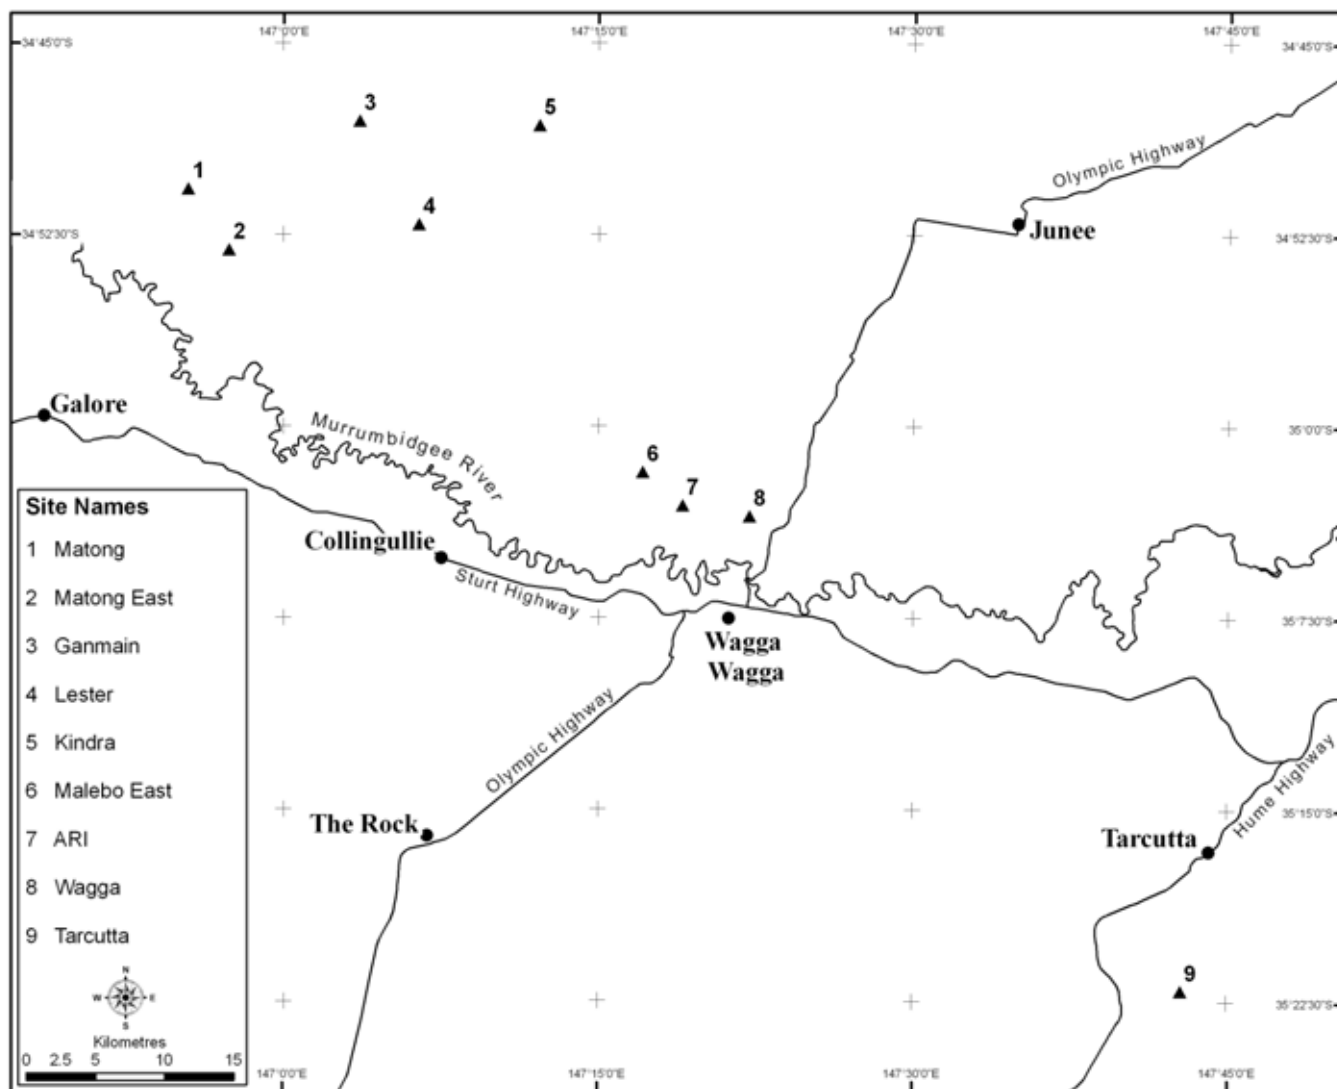 147°0'0"E 147°15'0"E 147°30'0"E 147°45'0"E
34°45'0"S 34°45'0"S
3
5
Olympic Highway
1
4
2
Junee
34°52'30"S 34°52'30"S
Galore
Murrumbidgee River
35°0'0"S
6
7
8
Collingullie
Sturt Highway
35°7'30"S
Wagga
Wagga
Olympic Highway
Hume Highway
35°15'0"S
The Rock
Tarcutta
9
35°22'30"S
Site Names
1 Matong
2 Matong East
3 Ganmain
4 Lester
5 Kindra
6 Malebo East
7 ARI
8 Wagga
9 Tarcutta
N
W E
S
Kilometres
0 2.5 5 10 15
147°0'0"E 147°15'0"E 147°30'0"E 147°45'0"E